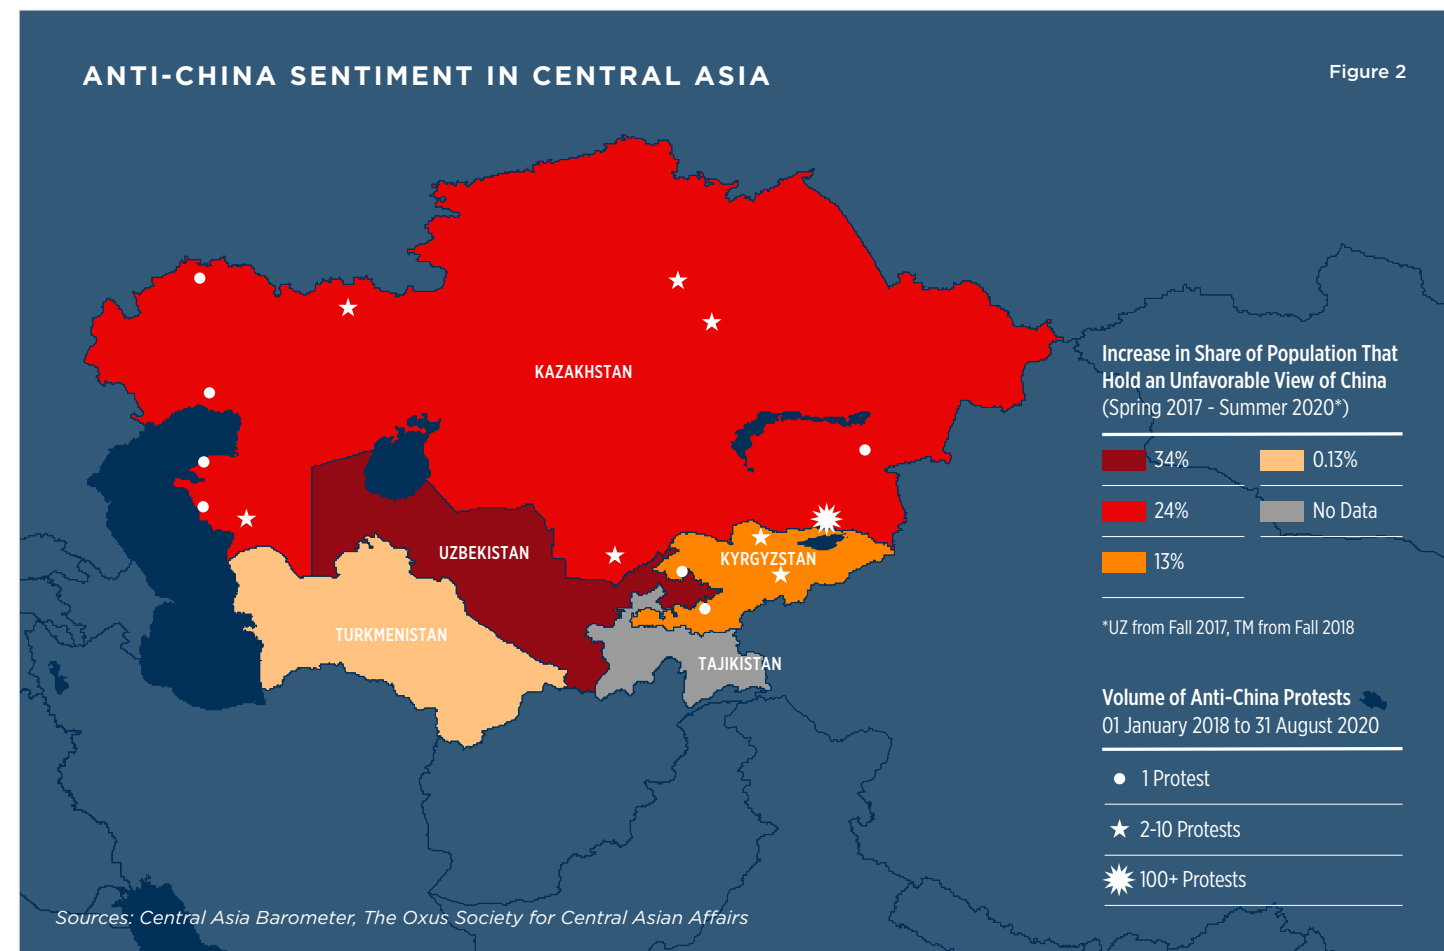 ANTI-CHINA SENTIMENT IN CENTRAL ASIA
Figure 2
KAZAKHSTAN
UZBEKISTAN
KYRGYZSTAN
TURKMENISTAN
TAJIKISTAN
Increase in Share of Population That
Hold an Unfavorable View of China
(Spring 2017 - Summer 2020*)
34%
0.13%
24%
No Data
13%
*UZ from Fall 2017, TM from Fall 2018
Volume of Anti-China Protests
01 January 2018 to 31 August 2020
1 Protest
2-10 Protests
100+ Protests
Sources: Central Asia Barometer, The Oxus Society for Central Asian Affairs